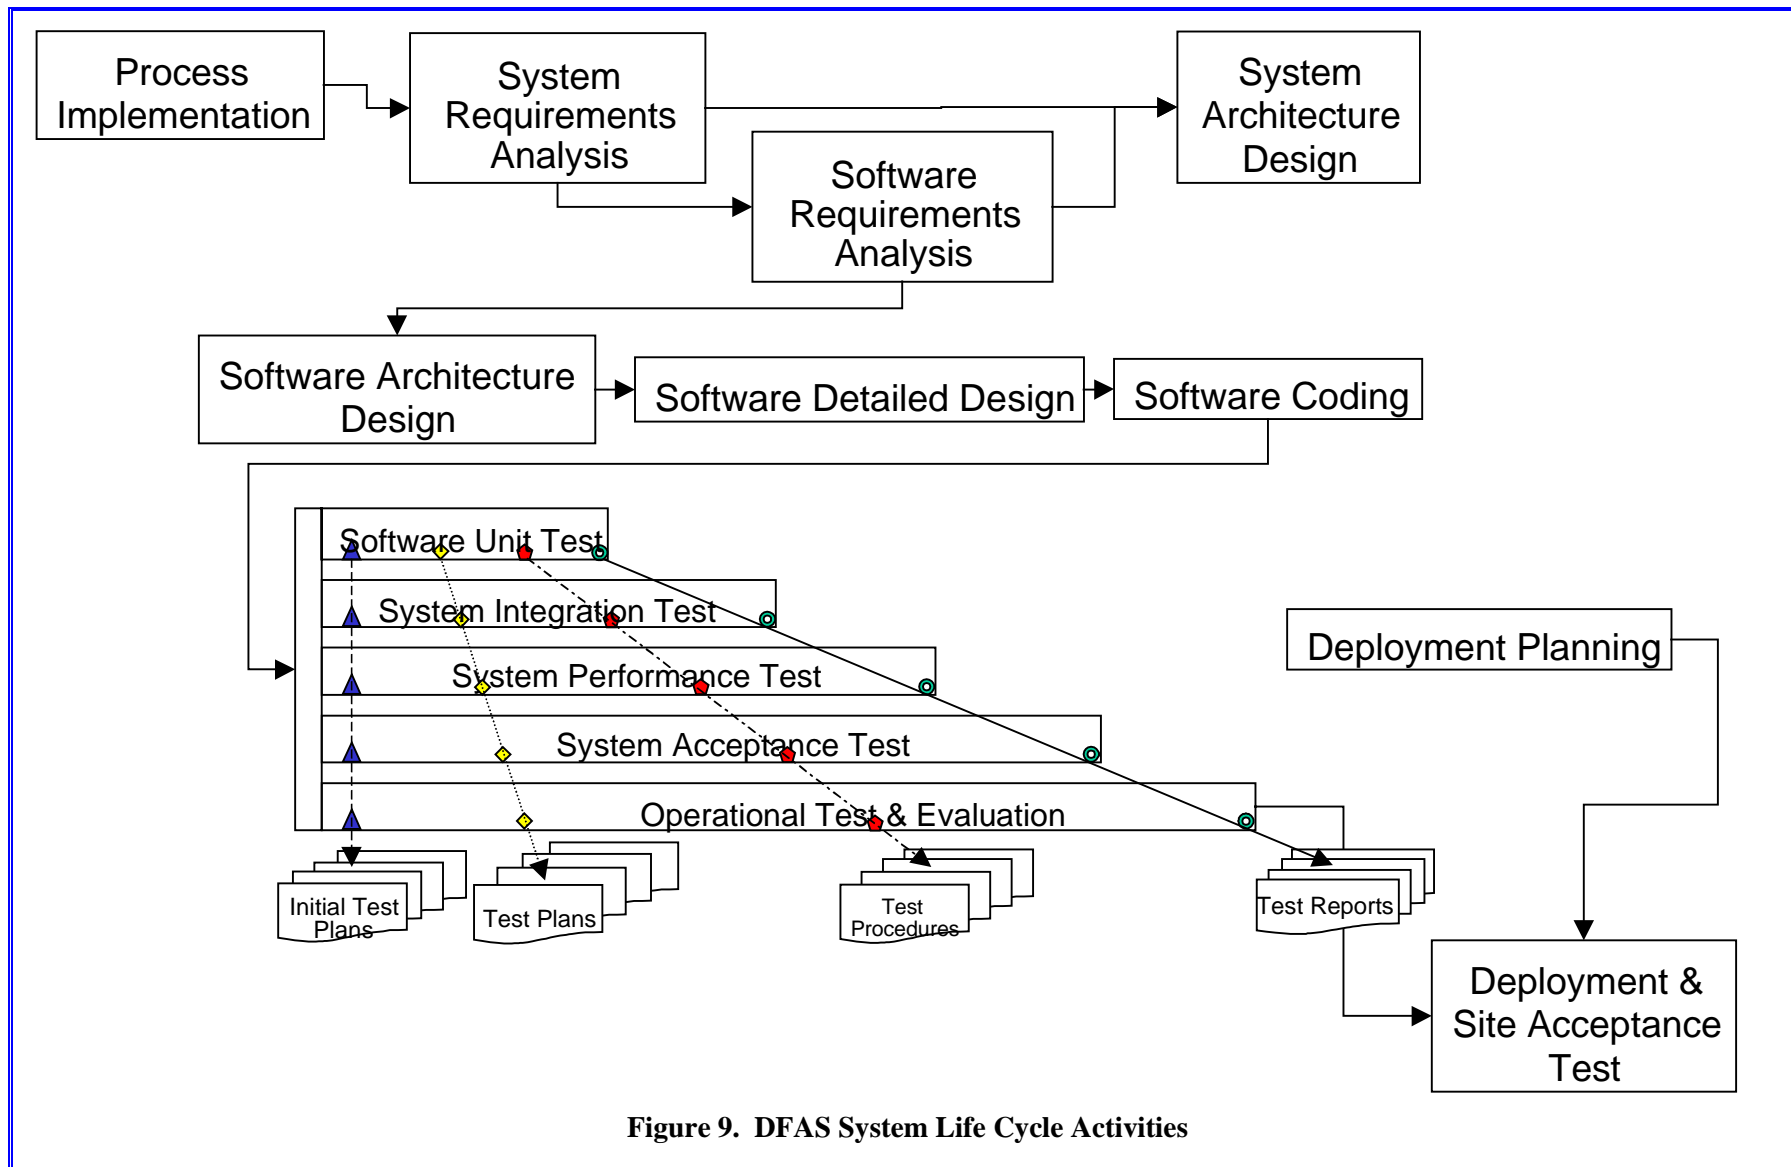 Process
Implementation
System
Requirements
Analysis
System
Architecture
Design
Software
Requirements
Analysis
Software Architecture
Design
Software Detailed Design
Software Coding
Software Unit Test
System Integration Test
System Performance Test
System Acceptance Test
Operational Test & Evaluation
Deployment Planning
Initial Test
Plans
Test Plans
Test
Procedures
Test Reports
Deployment &
Site Acceptance
Test
Figure 9.  DFAS System Life Cycle Activities